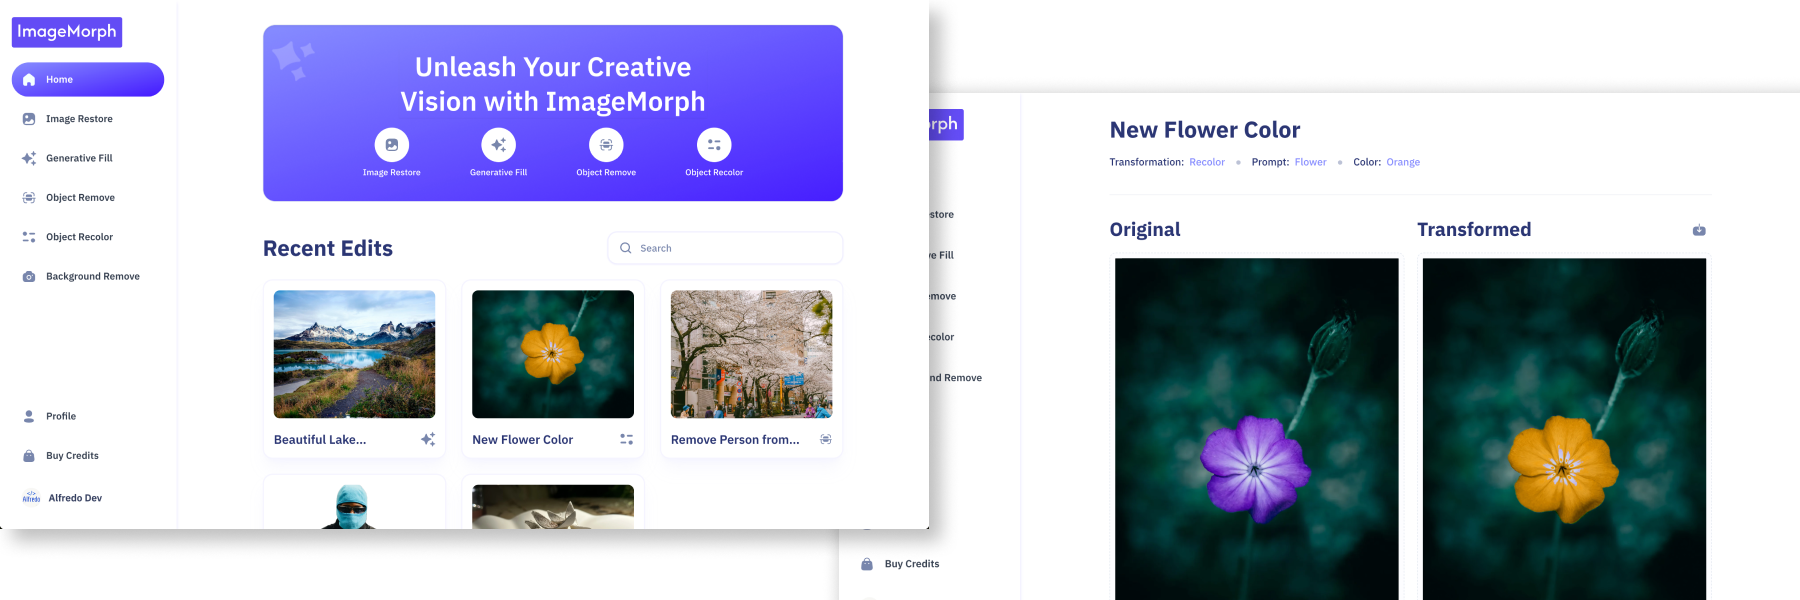 ImageMorph
Home
Image Restore
Generative Fill
Object Remove
Object Recolor
Background Remove
Profile
Buy Credits
Alfredo Dev
Unleash Your Creative
Vision with ImageMorph
Image Restore
Generative Fill
Object Remove
Object Recolor
Recent Edits
Search
Beautiful Lake...
New Flower Color
Remove Person from...
rph
store
e Fill
emove
ecolor
nd Remove
Buy Credits
New Flower Color
Transformation: Recolor • Prompt: Flower • Color: Orange
Original
Transformed